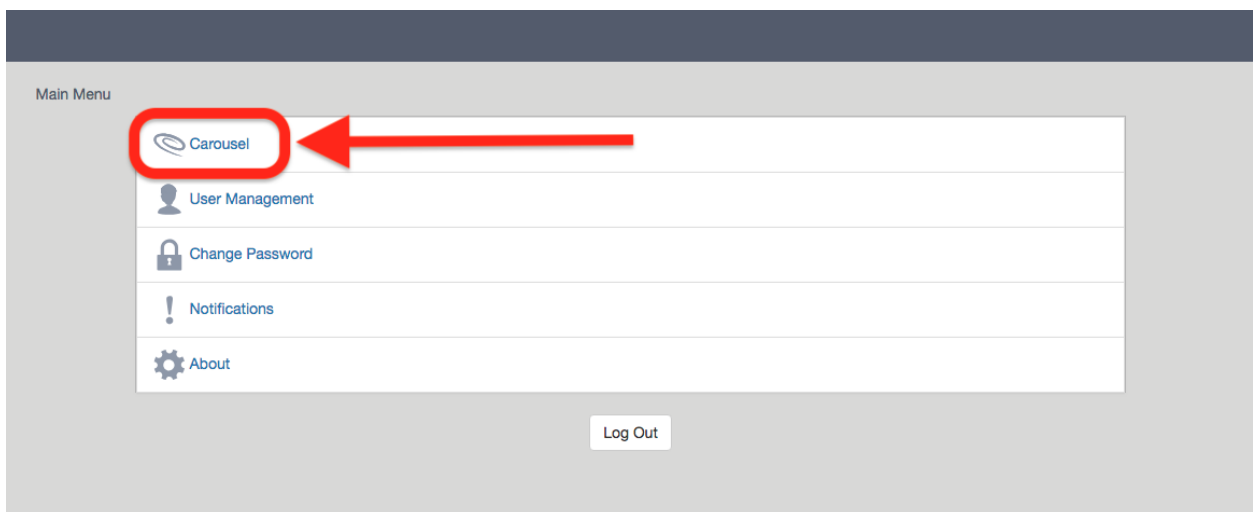 Main Menu
Carousel
User Management
Change Password
Notifications
About
Log Out